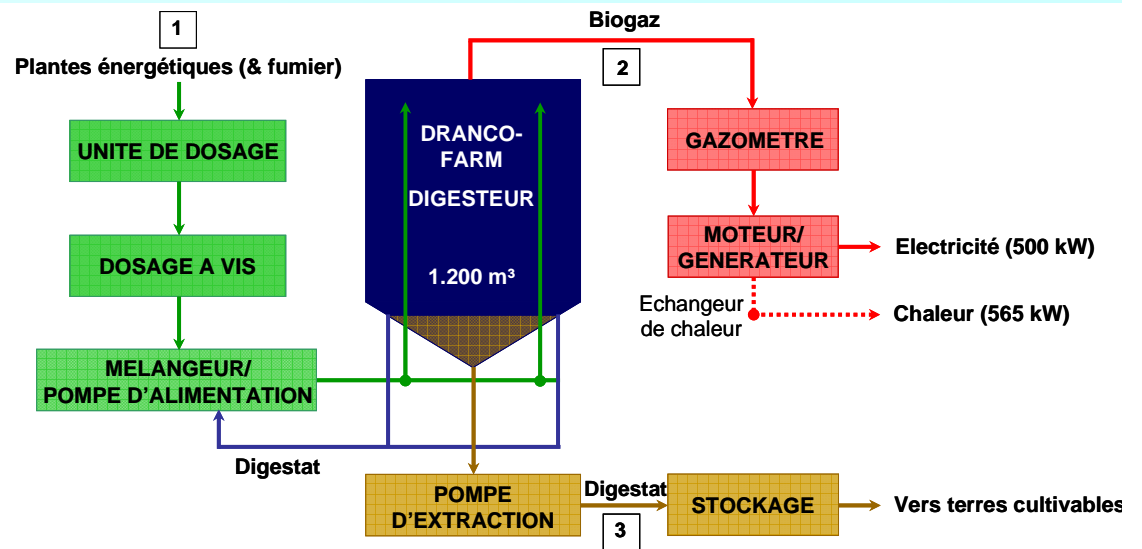 1
Plantes énergétiques (& fumier)
UNITE DE DOSAGE
DOSAGE A VIS
MELANGEUR/
POMPE D'ALIMENTATION
Digestat
DRANCO-
FARM
DIGESTEUR
1.200 m³
Biogaz
2
GAZOMETRE
MOTEUR/
GENERATEUR
Electricité (500 kW)
Echangeur
de chaleur
Chaleur (565 kW)
POMPE
D'EXTRACTION
Digestat
3
STOCKAGE
Vers terres cultivables